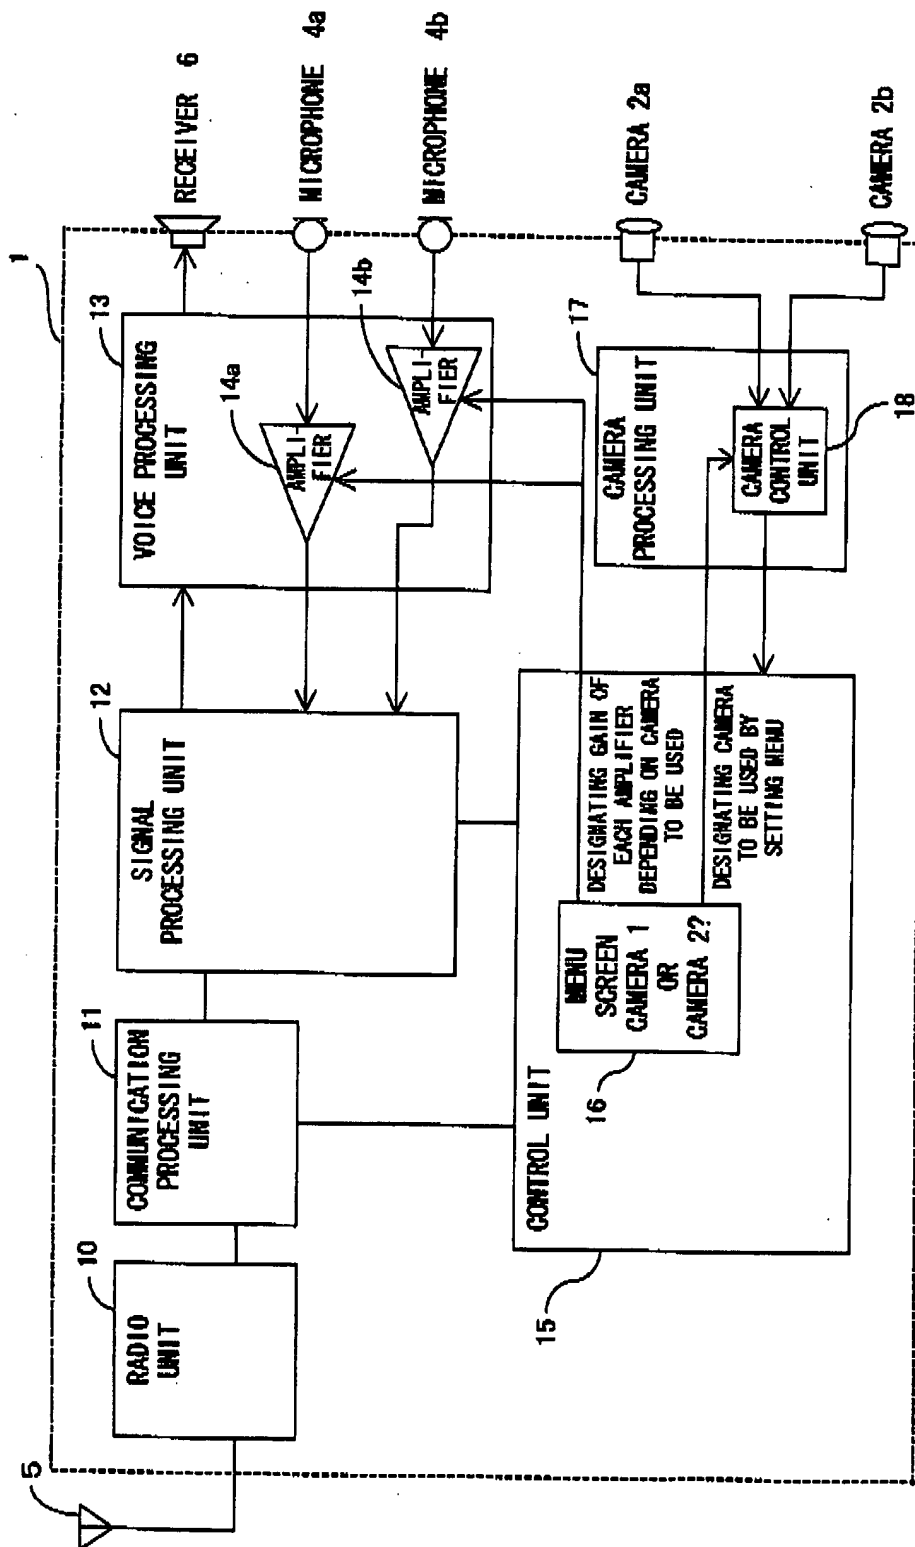 1
5
10
RADIO
UNIT
11
COMMUNICATION
PROCESSING
UNIT
12
SIGNAL
PROCESSING UNIT
13
VOICE PROCESSING
UNIT
14a
AMPLI-
FIER
14b
AMPLI-
FIER
RECEIVER 6
MICROPHONE 4a
MICROPHONE 4b
CAMERA 2a
CAMERA 2b
15
CONTROL UNIT
16
MENU
SCREEN
CAMERA 1
OR
CAMERA 2?
DESIGNATING GAIN OF
EACH AMPLIFIER
DEPENDING ON CAMERA
TO BE USED
DESIGNATING CAMERA
TO BE USED BY
SETTING MENU
17
CAMERA
PROCESSING UNIT
CAMERA
CONTROL
UNIT
18